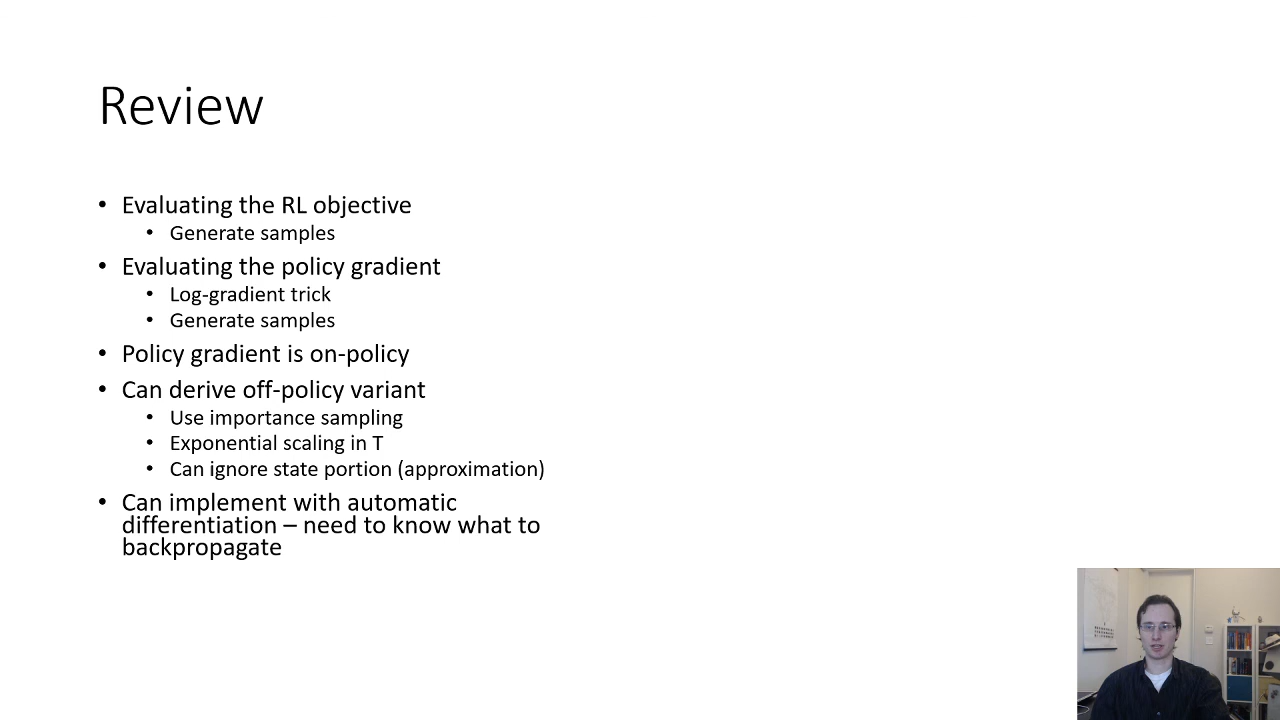 Review
• Evaluating the RL objective
• Generate samples
• Evaluating the policy gradient
• Log-gradient trick
• Generate samples
• Policy gradient is on-policy
• Can derive off-policy variant
• Use importance sampling
• Exponential scaling in T
• Can ignore state portion (approximation)
• Can implement with automatic
differentiation – need to know what to
backpropagate